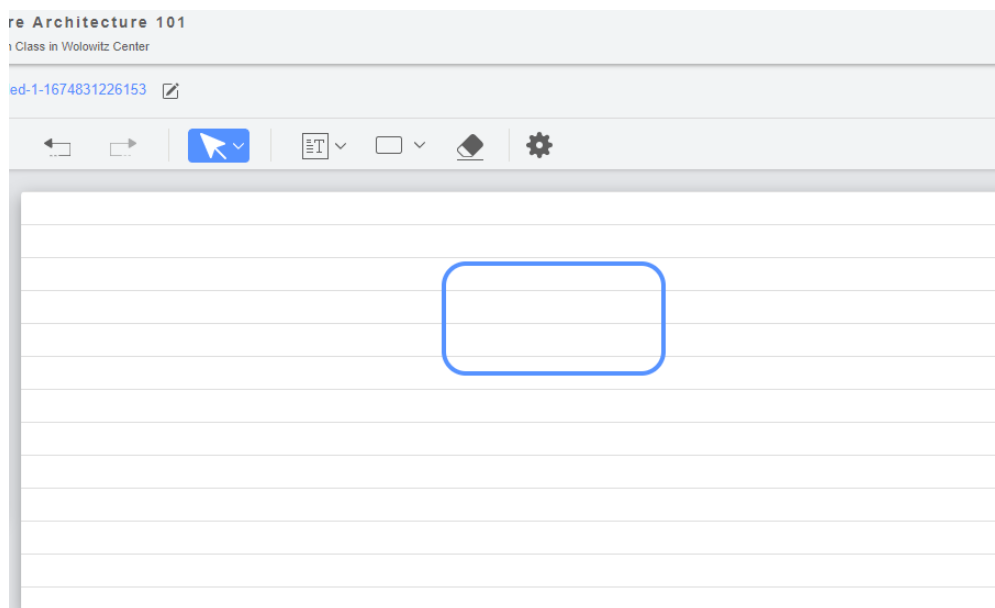 re Architecture 101
n Class in Wolowitz Center
ed-1-1674831226153
T